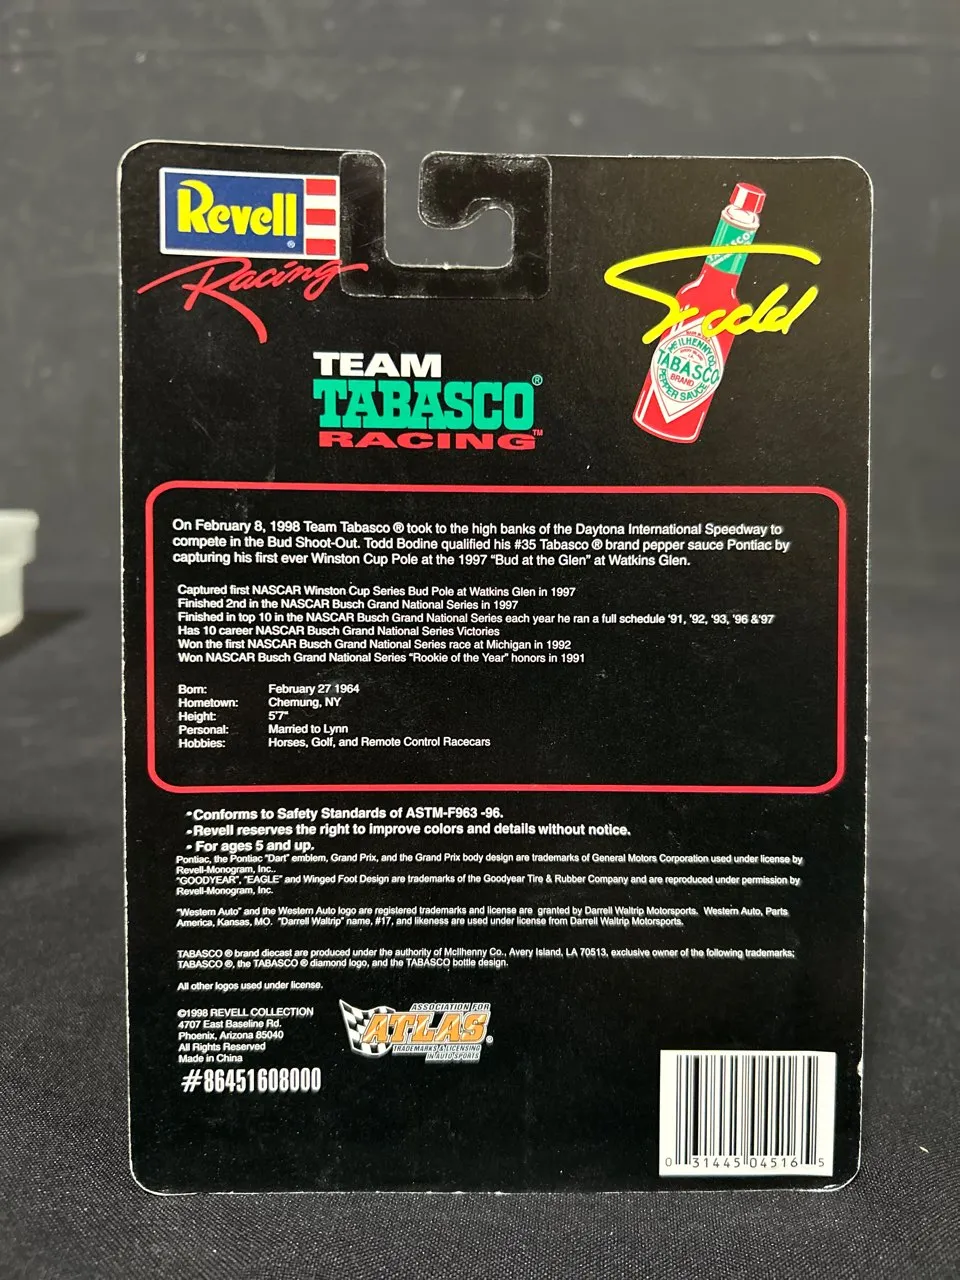 Revell ®
Racing
TABASCO
Todd
McILHENNY CO.
TABASCO
BRAND
PEPPER SAUCE
TEAM
TABASCO®
RACING™
On February 8, 1998 Team Tabasco ® took to the high banks of the Daytona International Speedway to
compete in the Bud Shoot-Out. Todd Bodine qualified his #35 Tabasco ® brand pepper sauce Pontiac by
capturing his first ever Winston Cup Pole at the 1997 "Bud at the Glen" at Watkins Glen.
Captured first NASCAR Winston Cup Series Bud Pole at Watkins Glen in 1997
Finished 2nd in the NASCAR Busch Grand National Series in 1997
Finished in top 10 in the NASCAR Busch Grand National Series each year he ran a full schedule '91, '92, '93, '96 &'97
Has 10 career NASCAR Busch Grand National Series Victories
Won the first NASCAR Busch Grand National Series race at Michigan in 1992
Won NASCAR Busch Grand National Series "Rookie of the Year" honors in 1991
Born: February 27 1964
Hometown: Chemung, NY
Height: 5'7"
Personal: Married to Lynn
Hobbies: Horses, Golf, and Remote Control Racecars
•Conforms to Safety Standards of ASTM-F963 -96.
•Revell reserves the right to improve colors and details without notice.
• For ages 5 and up.
Pontiac, the Pontiac "Dart" emblem, Grand Prix, and the Grand Prix body design are trademarks of General Motors Corporation used under license by
Revell-Monogram, Inc..
"GOODYEAR", "EAGLE" and Winged Foot Design are trademarks of the Goodyear Tire & Rubber Company and are reproduced under permission by
Revell-Monogram, Inc.
"Western Auto" and the Western Auto logo are registered trademarks and license are granted by Darrell Waltrip Motorsports. Western Auto, Parts
America, Kansas, MO. "Darrell Waltrip" name, #17, and likeness are used under license from Darrell Waltrip Motorsports.
TABASCO ® brand diecast are produced under the authority of McIlhenny Co., Avery Island, LA 70513, exclusive owner of the following trademarks;
TABASCO ®, the TABASCO ® diamond logo, and the TABASCO bottle design.
All other logos used under license.
©1998 REVELL COLLECTION
4707 East Baseline Rd.
Phoenix, Arizona 85040
All Rights Reserved
Made in China
#86451608000
ASSOCIATION FOR
ATLAS®
TRADEMARKS & LICENSING
IN AUTO SPORTS
0 31445 04516 5